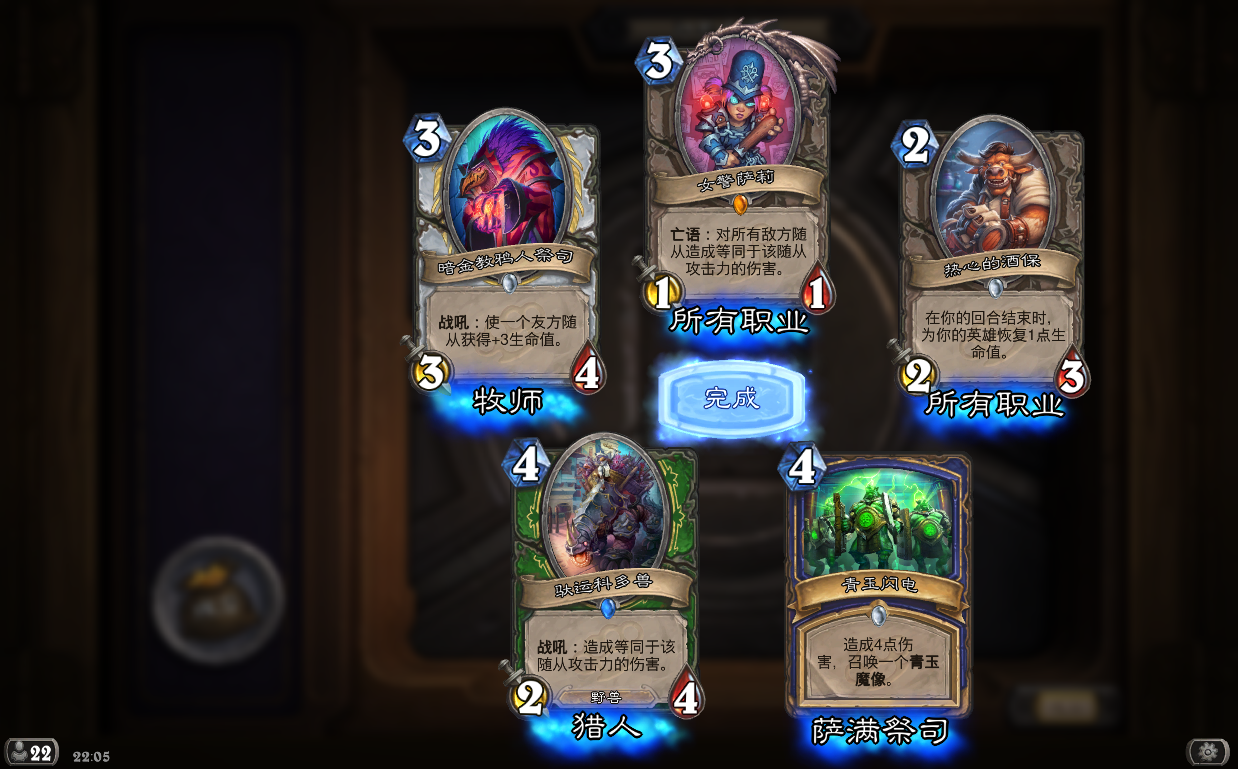 3
女警萨莉
亡语：对所有敌方随
从造成等同于该随从
攻击力的伤害。
1
1
所有职业
3
暗金教鸦人祭司
战吼：使一个友方随
从获得+3生命值。
3
4
牧师
2
热心的酒保
在你的回合结束时，
为你的英雄恢复1点生
命值。
2
3
所有职业
完成
4
驮运科多兽
战吼：造成等同于该
随从攻击力的伤害。
野兽
2
4
猎人
4
青玉闪电
造成4点伤
害，召唤一个青玉
魔像。
萨满祭司
22
22:05